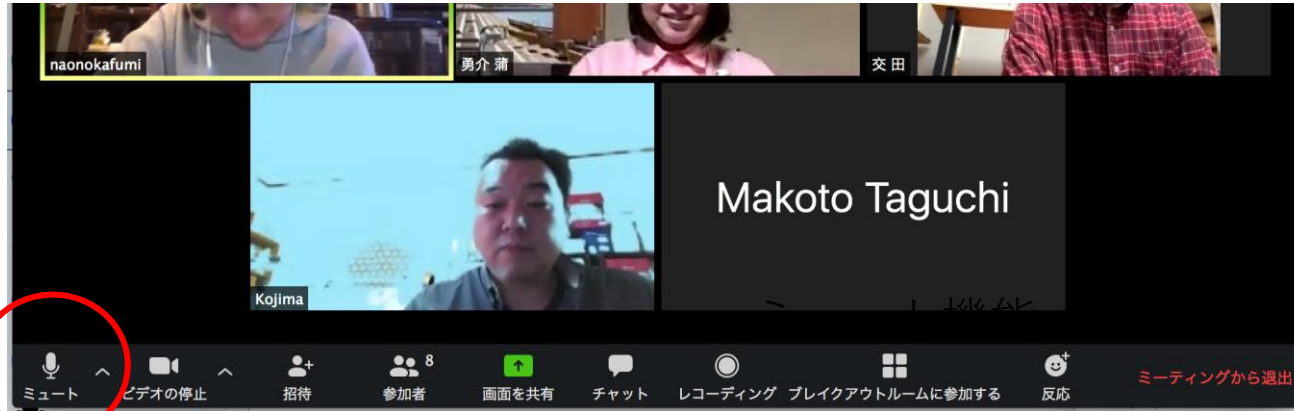 naonokafumi
勇介 蒲
交 田
Kojima
Makoto Taguchi
ミュート
ビデオの停止
招待
参加者
8
画面を共有
チャット
レコーディング
ブレイクアウトルームに参加する
反応
ミーティングから退出